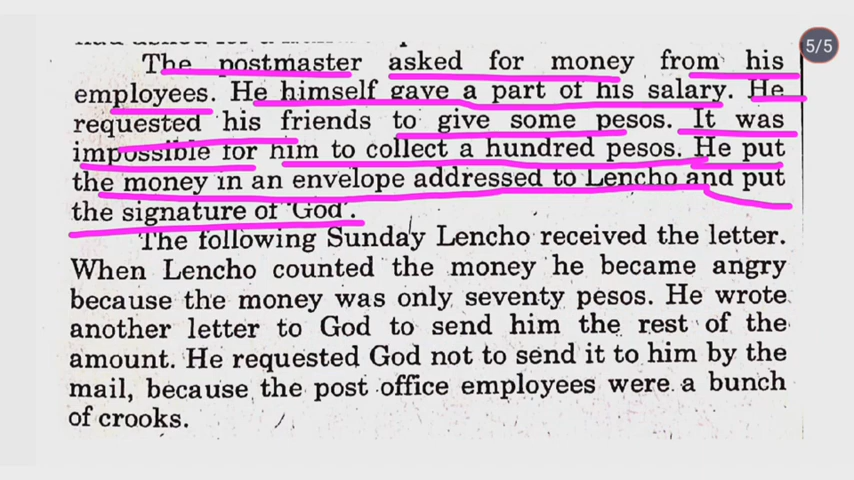 5/5
The postmaster asked for money from his
employees. He himself gave a part of his salary. He
requested his friends to give some pesos. It was
impossible for him to collect a hundred pesos. He put
the money in an envelope addressed to Lencho and put
the signature of 'God'.
The following Sunday Lencho received the letter.
When Lencho counted the money he became angry
because the money was only seventy pesos. He wrote
another letter to God to send him the rest of the
amount. He requested God not to send it to him by the
mail, because the post office employees were a bunch
of crooks.